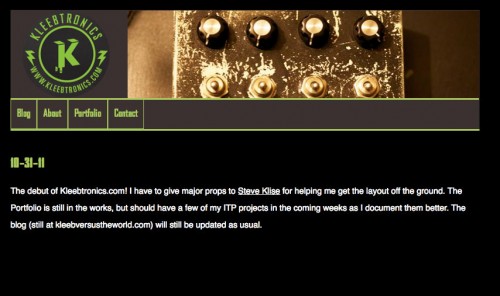 KLEEBTRONICS
K
WWW.KLEEBTRONICS.COM
Blog About Portfolio Contact
10-31-11
The debut of Kleebtronics.com! I have to give major props to Steve Klise for helping me get the layout off the ground. The
Portfolio is still in the works, but should have a few of my ITP projects in the coming weeks as I document them better. The
blog (still at kleebversustheworld.com) will still be updated as usual.